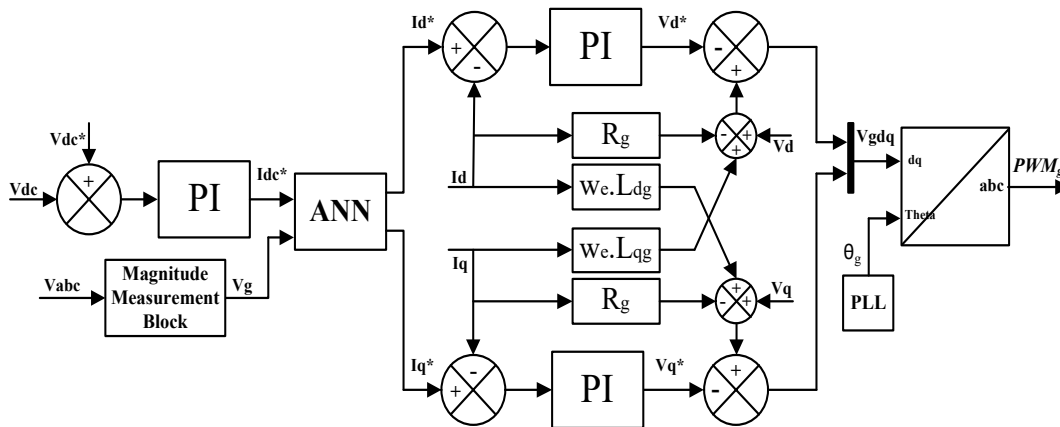 Id*
+
-
PI
Vd*
-
+
Vdc*
+
Vdc
PI
Idc*
ANN
Rg
-
+
+
Vd
Id
We.Ldg
Vgdq
dq
abc
PWMg
Theta
We.Lqg
Iq
θg
PLL
Vabc
Magnitude
Measurement
Block
Vg
Rg
-
+
+
Vq
Iq*
-
+
PI
Vq*
-
+